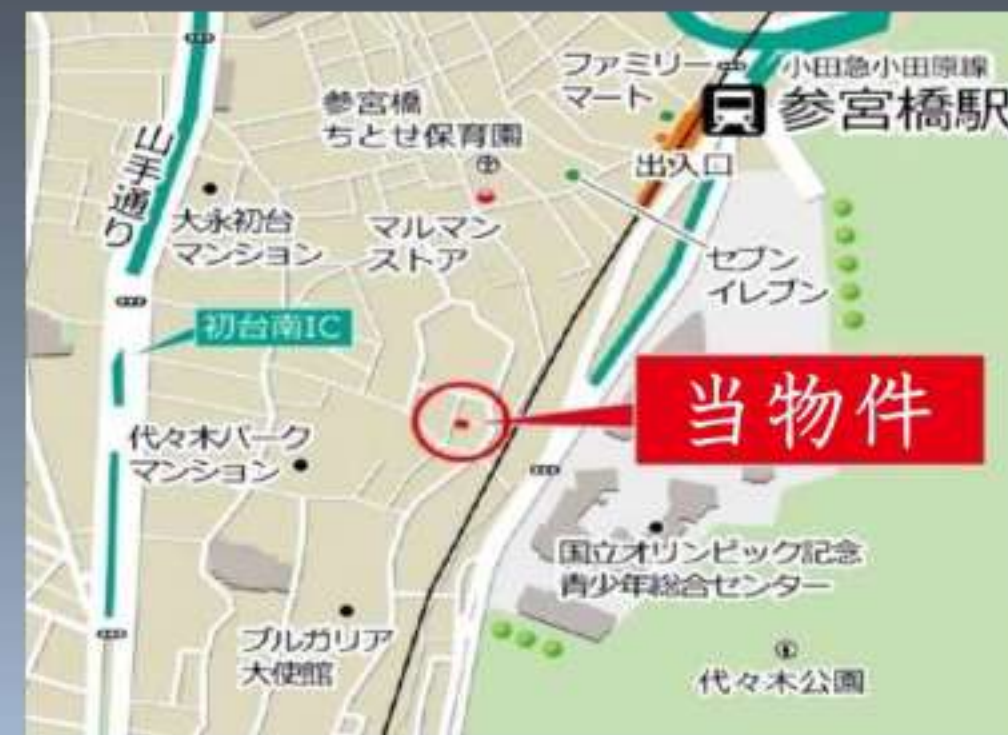 ファミリー
マート
小田急小田原線
参宮橋駅
参宮橋
ちとせ保育園
出入口
山手通り
大永初台
マンション
マルマン
ストア
セブン
イレブン
初台南IC
当物件
代々木パーク
マンション
国立オリンピック記念
青少年総合センター
ブルガリア
大使館
代々木公園